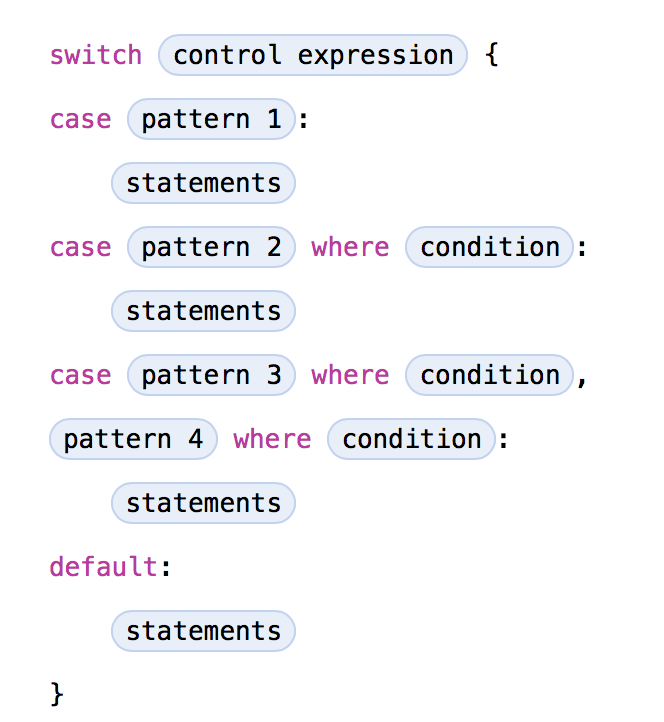 switch control expression {
case pattern 1:
statements
case pattern 2 where condition:
statements
case pattern 3 where condition,
pattern 4 where condition:
statements
default:
statements
}